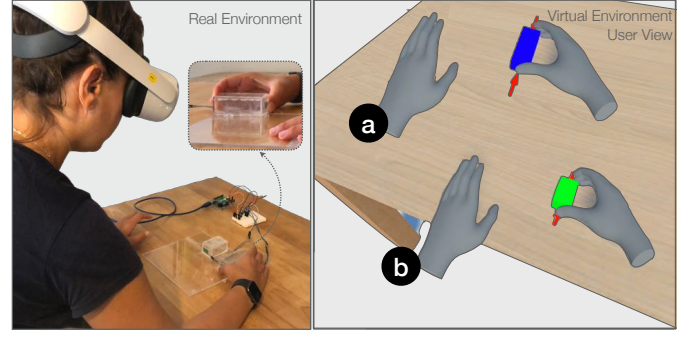 Real Environment
Virtual Environment
User View
a
b